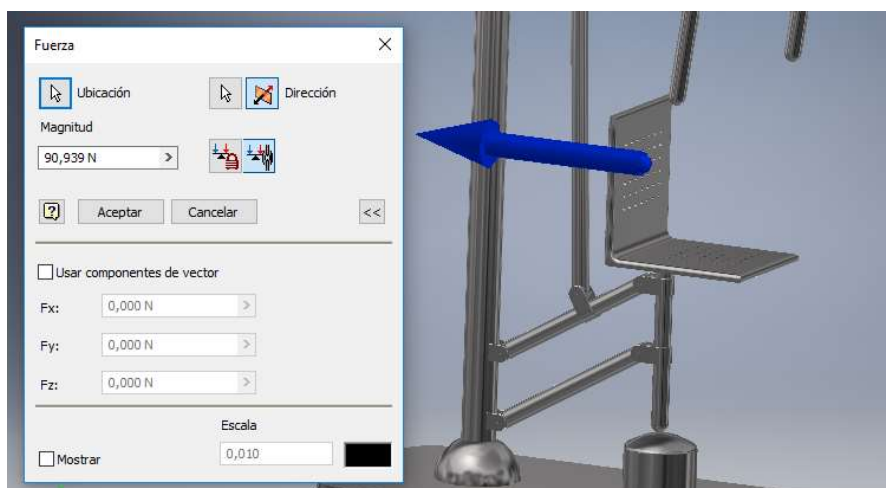 Fuerza
Ubicación
Dirección
Magnitud
90,939 N
Aceptar
Cancelar
<<
Usar componentes de vector
Fx: 0,000 N
Fy: 0,000 N
Fz: 0,000 N
Escala
Mostrar
0,010